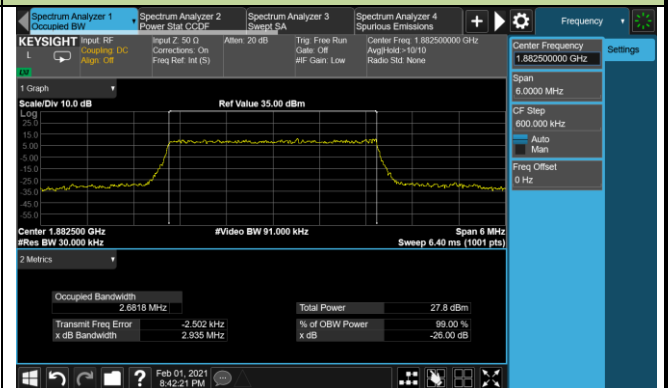 Spectrum Analyzer 1
Occupied BW
Spectrum Analyzer 2
Power Stat CCDF
Spectrum Analyzer 3
Swept SA
Spectrum Analyzer 4
Spurious Emissions
Frequency
KEYSIGHT
L
Input: RF
Coupling: DC
Align: Off
Input Z: 50 Ω
Corrections: On
Freq Ref: Int (S)
Atten: 20 dB
Trig: Free Run
Gate: Off
#IF Gain: Low
Center Freq: 1.882500000 GHz
Avg|Hold:>10/10
Radio Std: None
Center Frequency
1.882500000 GHz
Settings
Span
6.0000 MHz
CF Step
600.000 kHz
Auto
Man
Freq Offset
0 Hz
1 Graph
Scale/Div 10.0 dB
Ref Value 35.00 dBm
Log
25.0
15.0
5.00
-5.00
-15.0
-25.0
-35.0
-45.0
-55.0
Center 1.882500 GHz
#Res BW 30.000 kHz
#Video BW 91.000 kHz
Span 6 MHz
Sweep 6.40 ms (1001 pts)
2 Metrics
Occupied Bandwidth
2.6818 MHz
Total Power 27.8 dBm
Transmit Freq Error -2.502 kHz
% of OBW Power 99.00 %
x dB Bandwidth 2.935 MHz
x dB -26.00 dB
?
Feb 01, 2021
8:42:21 PM